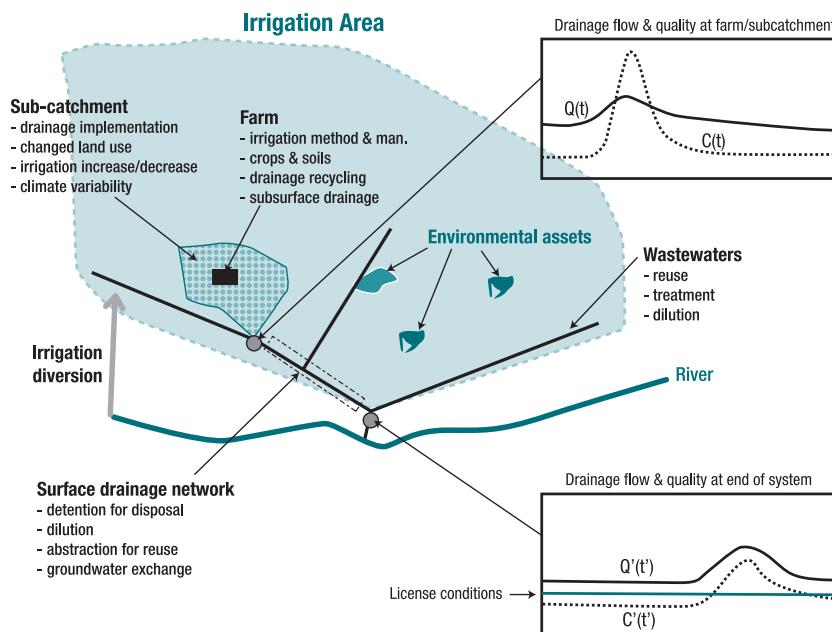 Irrigation Area
Drainage flow & quality at farm/subcatchment
Q(t)
C(t)
Sub-catchment
- drainage implementation
- changed land use
- irrigation increase/decrease
- climate variability
Farm
- irrigation method & man.
- crops & soils
- drainage recycling
- subsurface drainage
Environmental assets
Wastewaters
- reuse
- treatment
- dilution
Irrigation
diversion
River
Surface drainage network
- detention for disposal
- dilution
- abstraction for reuse
- groundwater exchange
Drainage flow & quality at end of system
Q’(t’)
License conditions
C’(t’)